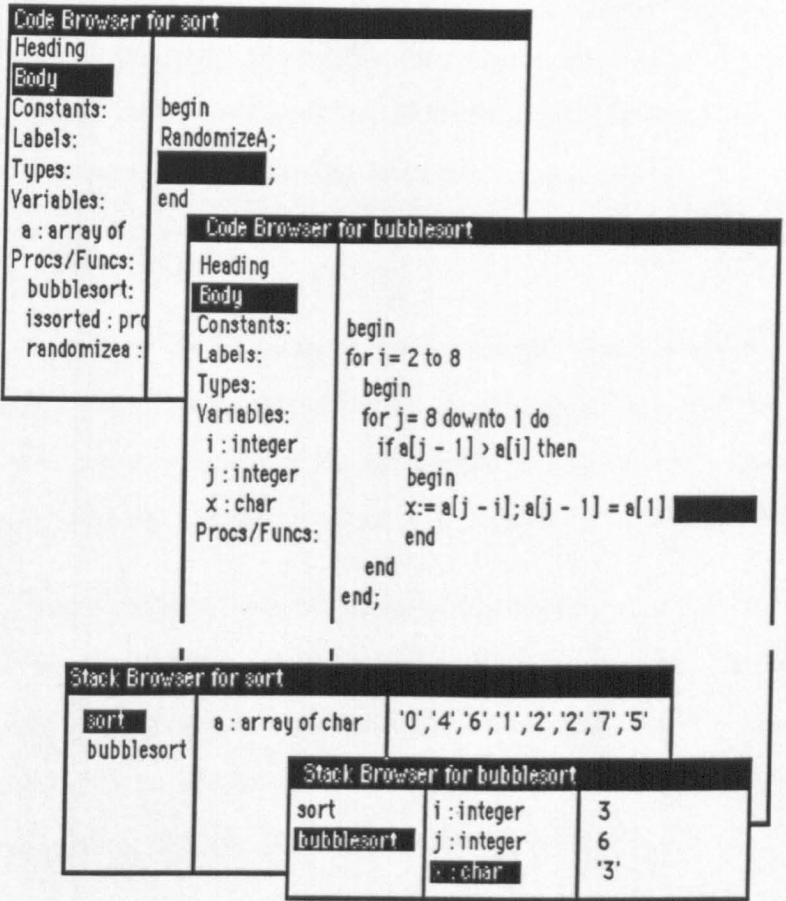 Code Browser for sort
Heading
Body
Constants:
Labels:
Types:
Variables:
a : array of
Procs/Funcs:
bubblesort:
issorted : pro
randomizea :
begin
RandomizeA;
;
end
Code Browser for bubblesort
Heading
Body
Constants:
Labels:
Types:
Variables:
i : integer
j : integer
x : char
Procs/Funcs:
begin
for i= 2 to 8
begin
for j= 8 downto 1 do
if a[j - 1] > a[i] then
begin
x:= a[j - i]; a[j - 1] = a[1]
end
end
end;
Stack Browser for sort
sort
bubblesort
a : array of char
'0','4','6','1','2','2','7','5'
Stack Browser for bubblesort
sort
bubblesort
i : integer
j : integer
x : char
3
6
'3'